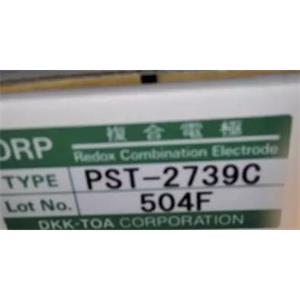 ORP 複合電極
Redox Combination Electrode
TYPE PST-2739C
Lot No. 504F
DKK-TOA CORPORATION